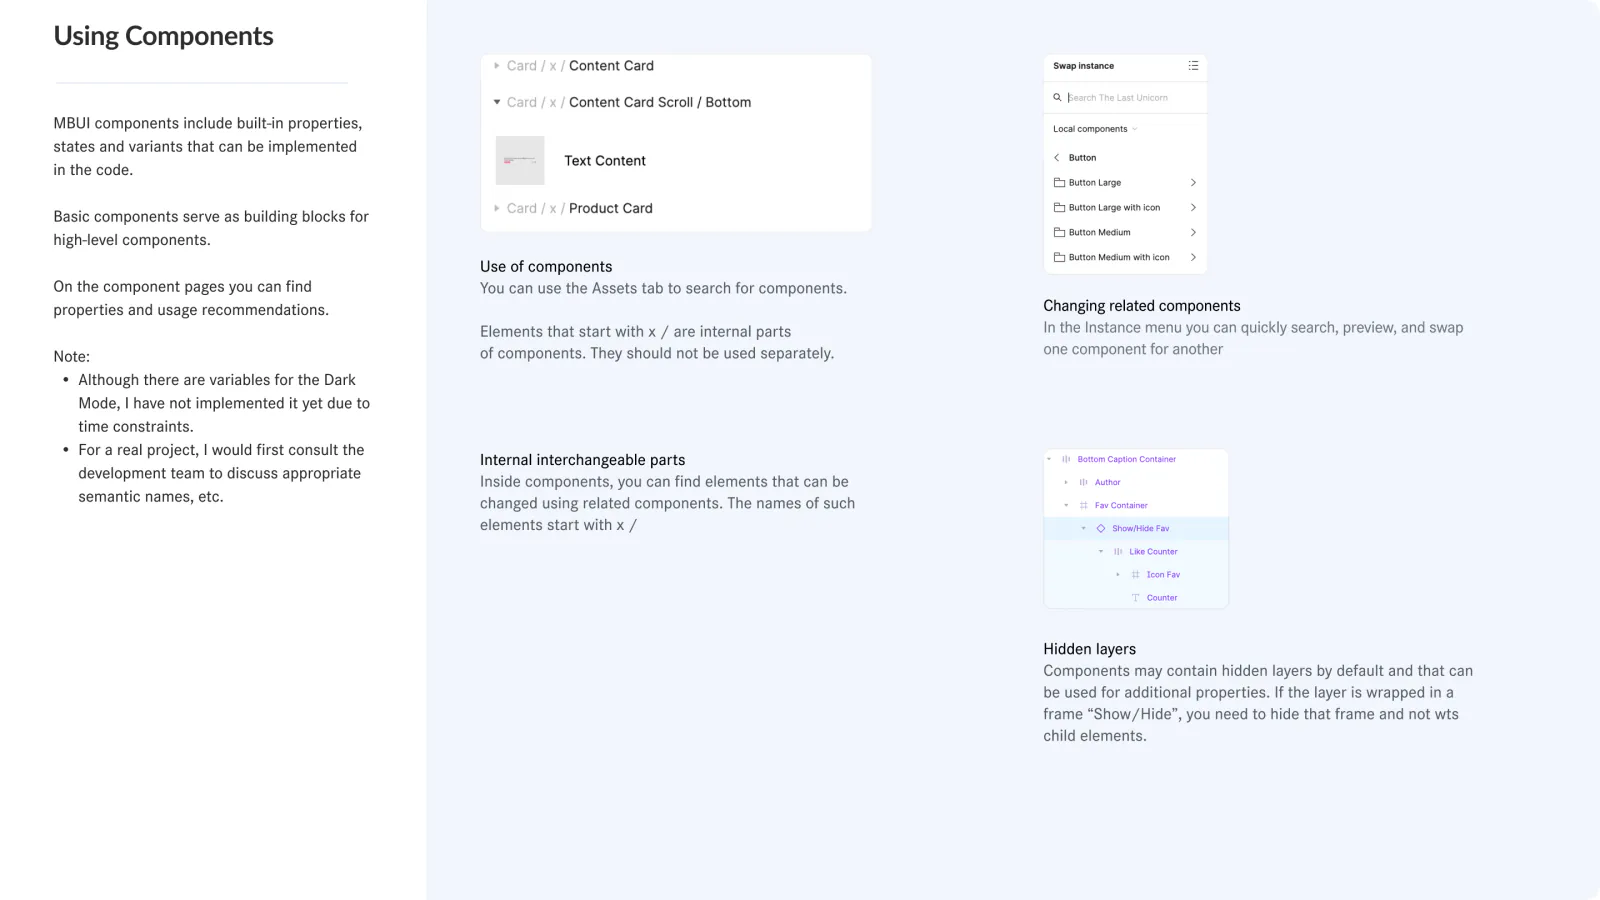 Using Components
MBUI components include built-in properties,
states and variants that can be implemented
in the code.
Basic components serve as building blocks for
high-level components.
On the component pages you can find
properties and usage recommendations.
Note:
• Although there are variables for the Dark
Mode, I have not implemented it yet due to
time constraints.
• For a real project, I would first consult the
development team to discuss appropriate
semantic names, etc.
Card / x / Content Card
Card / x / Content Card Scroll / Bottom
Text Content
Card / x / Product Card
Use of components
You can use the Assets tab to search for components.
Elements that start with x / are internal parts
of components. They should not be used separately.
Swap instance
Search The Last Unicorn
Local components
Button
Button Large
Button Large with icon
Button Medium
Button Medium with icon
Changing related components
In the Instance menu you can quickly search, preview, and swap
one component for another
Internal interchangeable parts
Inside components, you can find elements that can be
changed using related components. The names of such
elements start with x /
Bottom Caption Container
Author
Fav Container
Show/Hide Fav
Like Counter
Icon Fav
Counter
Hidden layers
Components may contain hidden layers by default and that can
be used for additional properties. If the layer is wrapped in a
frame “Show/Hide”, you need to hide that frame and not wts
child elements.